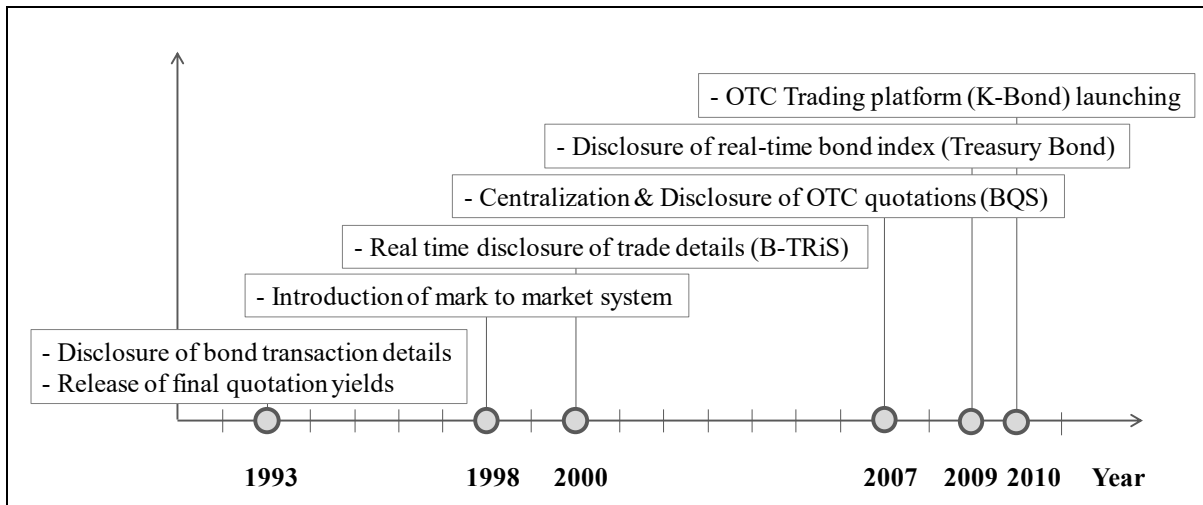 - OTC Trading platform (K-Bond) launching
- Disclosure of real-time bond index (Treasury Bond)
- Centralization & Disclosure of OTC quotations (BQS)
- Real time disclosure of trade details (B-TRiS)
- Introduction of mark to market system
- Disclosure of bond transaction details
- Release of final quotation yields
1993 1998 2000 2007 2009 2010 Year